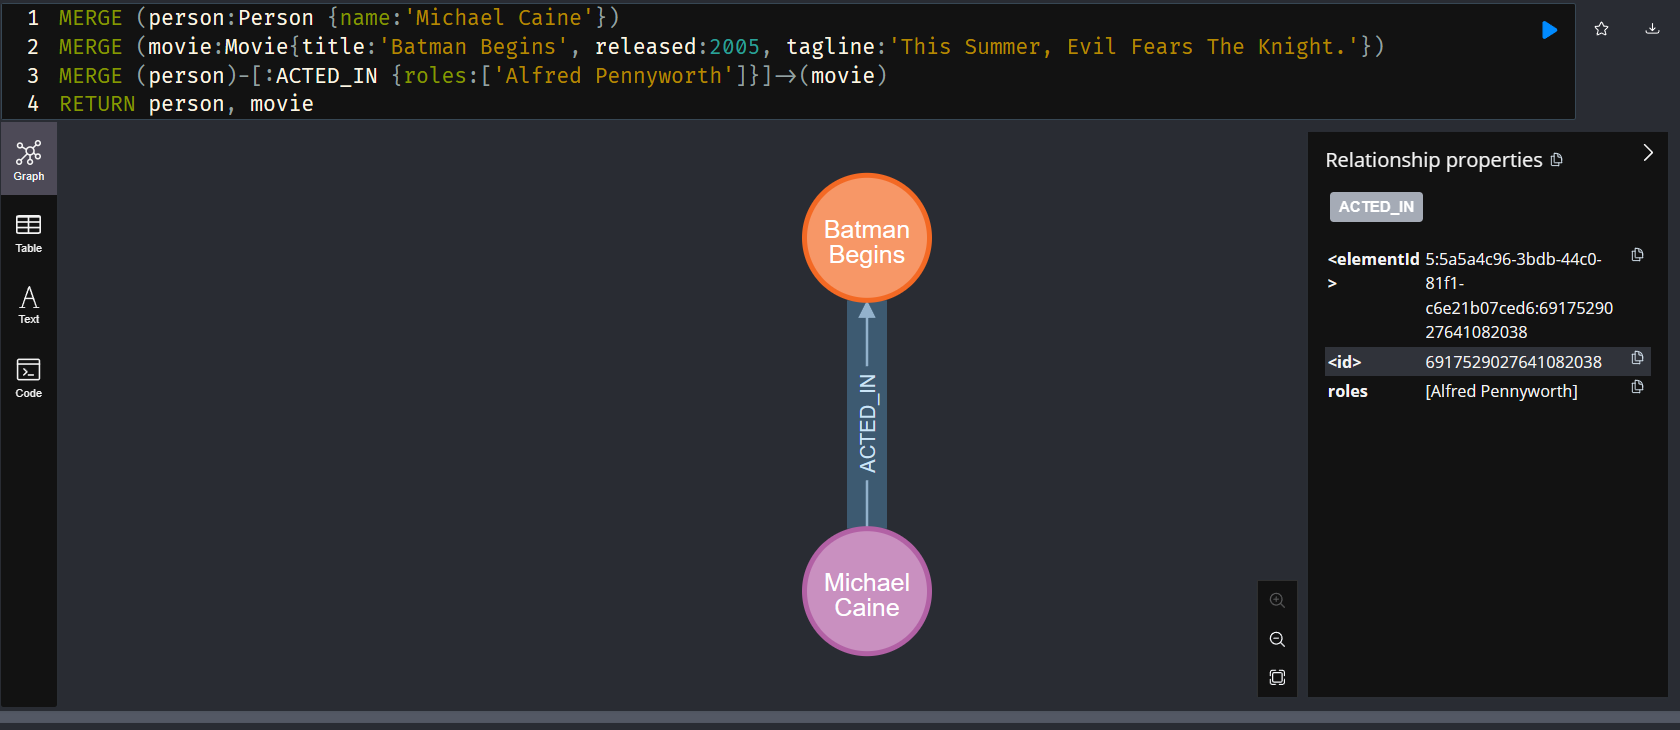 1 MERGE (person:Person {name:'Michael Caine'})
2 MERGE (movie:Movie{title:'Batman Begins', released:2005, tagline:'This Summer, Evil Fears The Knight.'})
3 MERGE (person)-[:ACTED_IN {roles:['Alfred Pennyworth']}]->(movie)
4 RETURN person, movie
Graph
Table
Text
Code
Batman
Begins
ACTED_IN
Michael
Caine
Relationship properties
ACTED_IN
<elementId 5:5a5a4c96-3bdb-44c0-
> 81f1-
c6e21b07ced6:69175290
27641082038
<id> 6917529027641082038
roles [Alfred Pennyworth]